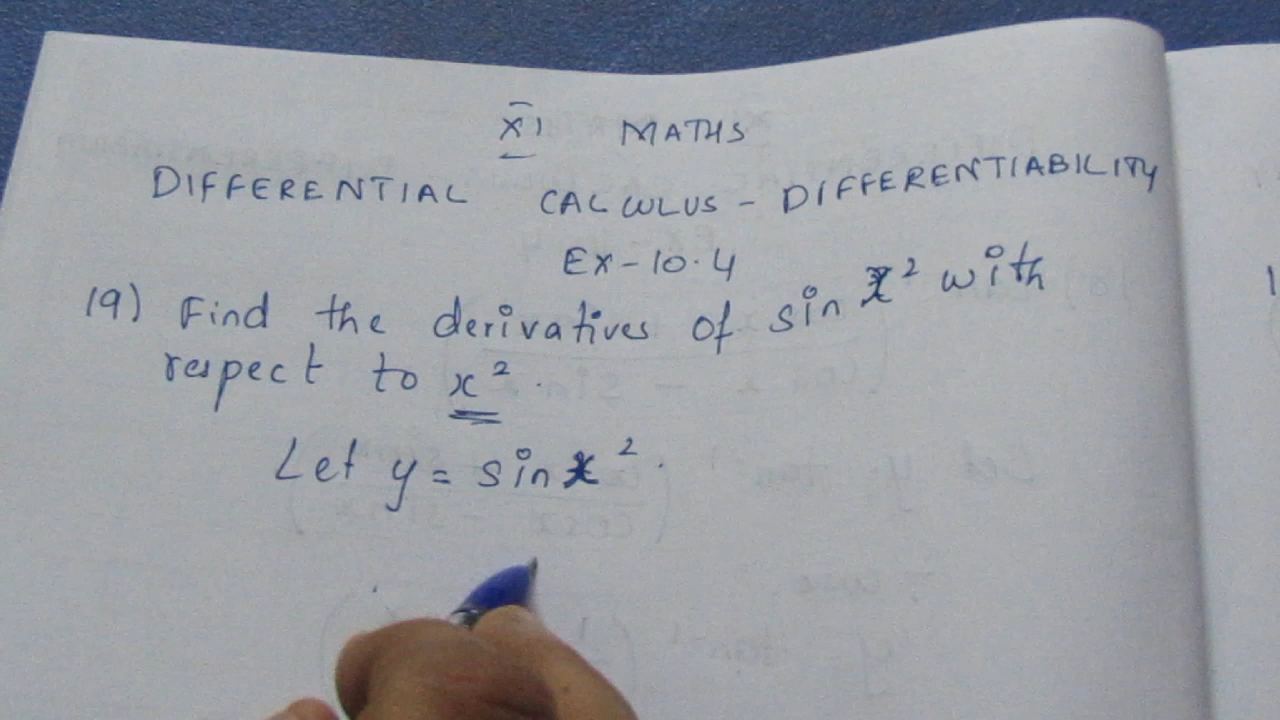 XI MATHS
DIFFERENTIAL CALCULUS - DIFFERENTIABILITY
EX - 10.4
19) Find the derivatives of sin x² with
respect to x².
Let y = sin x².